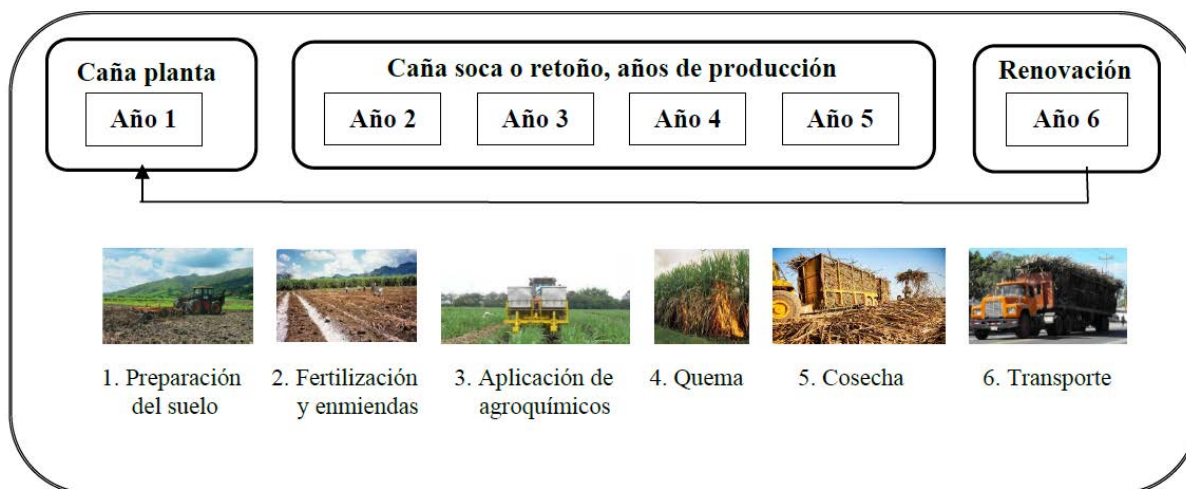 Caña planta
Año 1
Caña soca o retoño, años de producción
Año 2
Año 3
Año 4
Año 5
Renovación
Año 6
1. Preparación
del suelo
2. Fertilización
y enmiendas
3. Aplicación de
agroquímicos
4. Quema
5. Cosecha
6. Transporte